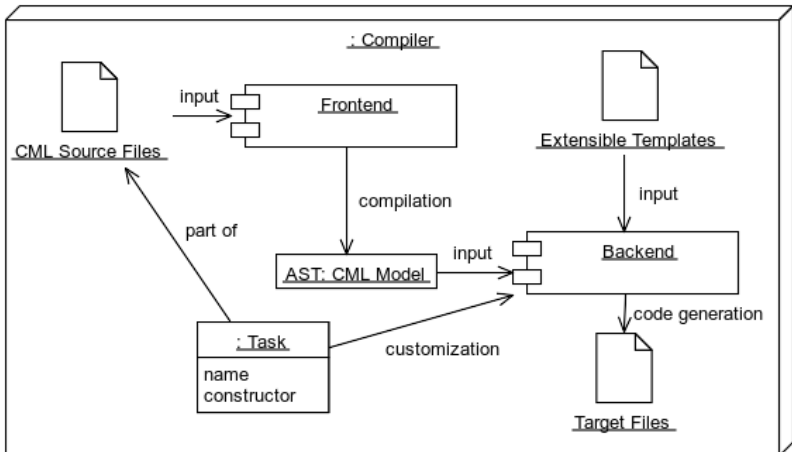 : Compiler
input
Frontend
CML Source Files
Extensible Templates
compilation
input
part of
AST: CML Model
input
Backend
: Task
name
constructor
customization
code generation
Target Files